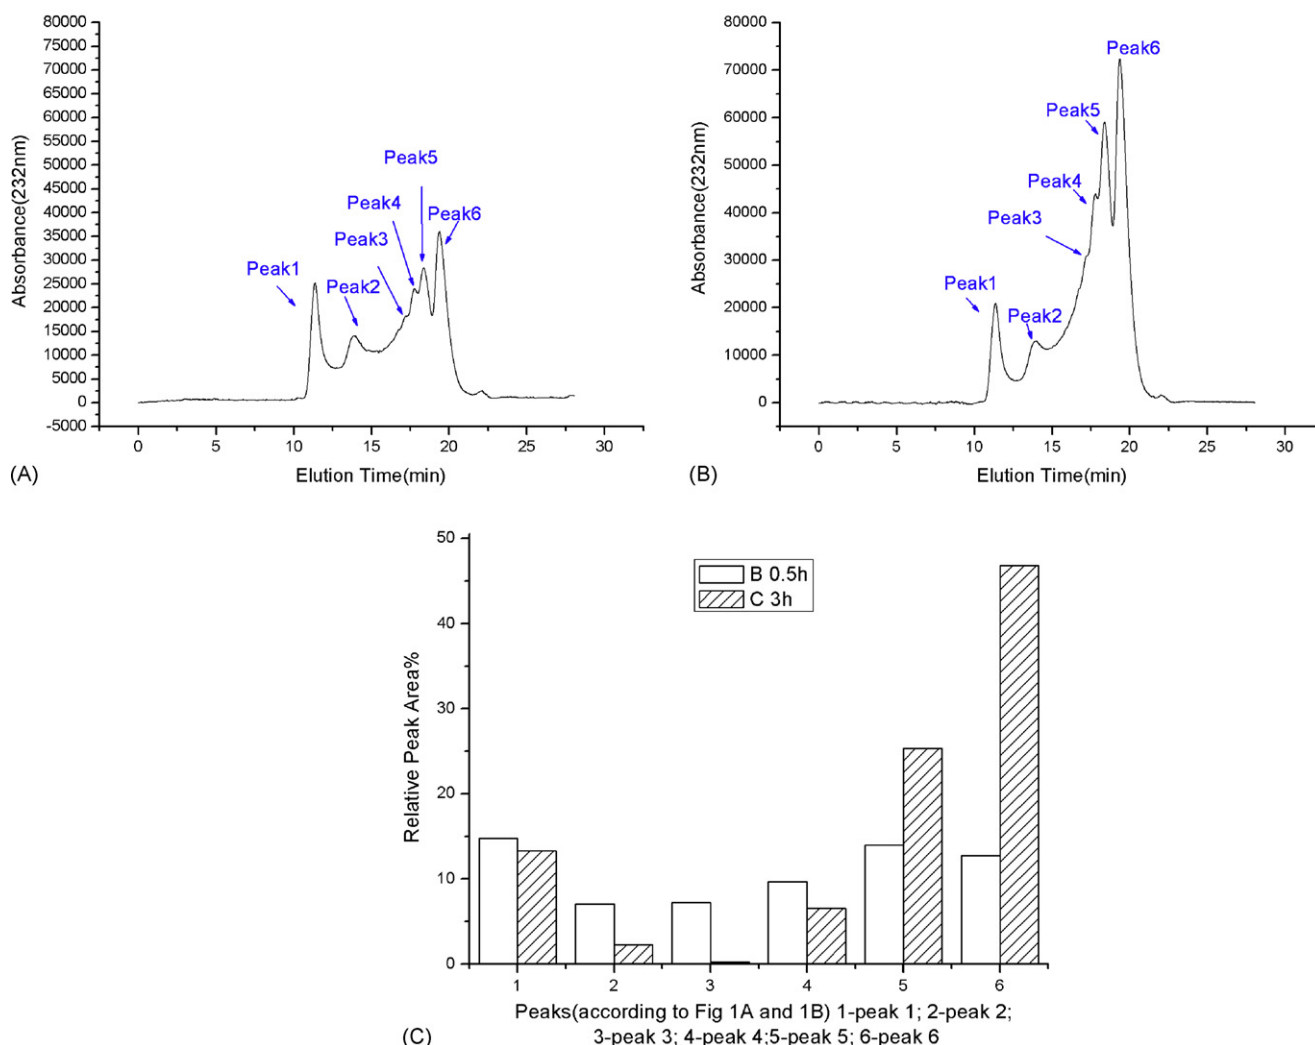 80000
75000
70000
65000
60000
55000
50000
45000
40000
35000
30000
25000
20000
15000
10000
5000
0
-5000
Absorbance(232nm)
Peak1
Peak2
Peak3
Peak4
Peak5
Peak6
0 5 10 15 20 25 30
Elution Time(min)
(A)
80000
70000
60000
50000
40000
30000
20000
10000
0
Absorbance(232nm)
Peak1
Peak2
Peak3
Peak4
Peak5
Peak6
0 5 10 15 20 25 30
Elution Time(min)
(B)
50
40
30
20
10
0
Relative Peak Area%
B 0.5h
C 3h
1 2 3 4 5 6
Peaks(according to Fig 1A and 1B) 1-peak 1; 2-peak 2;
3-peak 3; 4-peak 4;5-peak 5; 6-peak 6
(C)